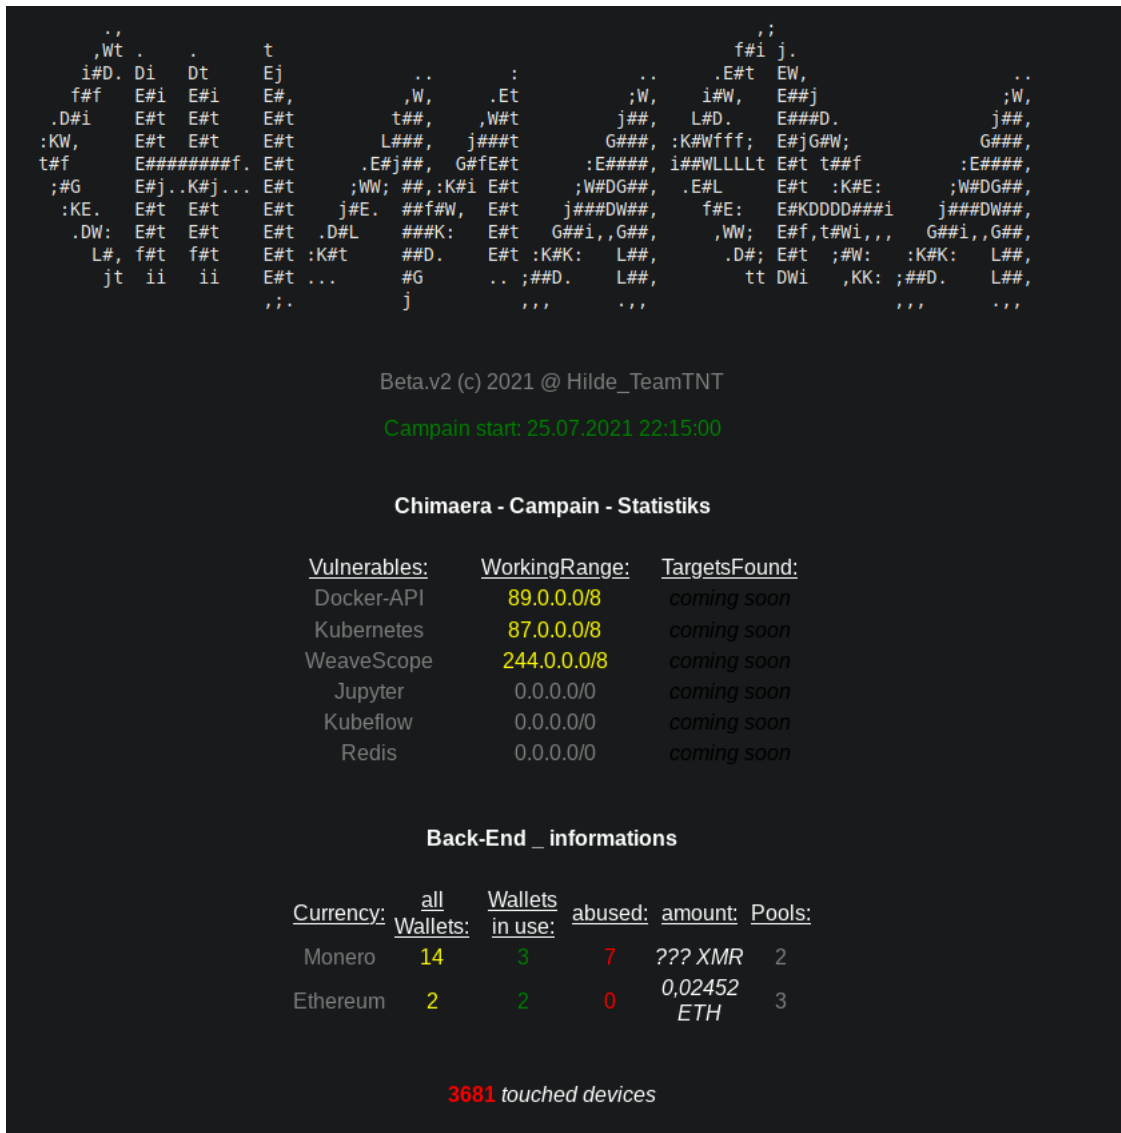 CHIMAERA
Beta.v2 (c) 2021 @ Hilde_TeamTNT
Campain start: 25.07.2021 22:15:00
Chimaera - Campain - Statistiks
Vulnerables: WorkingRange: TargetsFound:
Docker-API 89.0.0.0/8 coming soon
Kubernetes 87.0.0.0/8 coming soon
WeaveScope 244.0.0.0/8 coming soon
Jupyter 0.0.0.0/0 coming soon
Kubeflow 0.0.0.0/0 coming soon
Redis 0.0.0.0/0 coming soon
Back-End _ informations
Currency: all Wallets: Wallets in use: abused: amount: Pools:
Monero 14 3 7 ??? XMR 2
Ethereum 2 2 0 0,02452 ETH 3
3681 touched devices